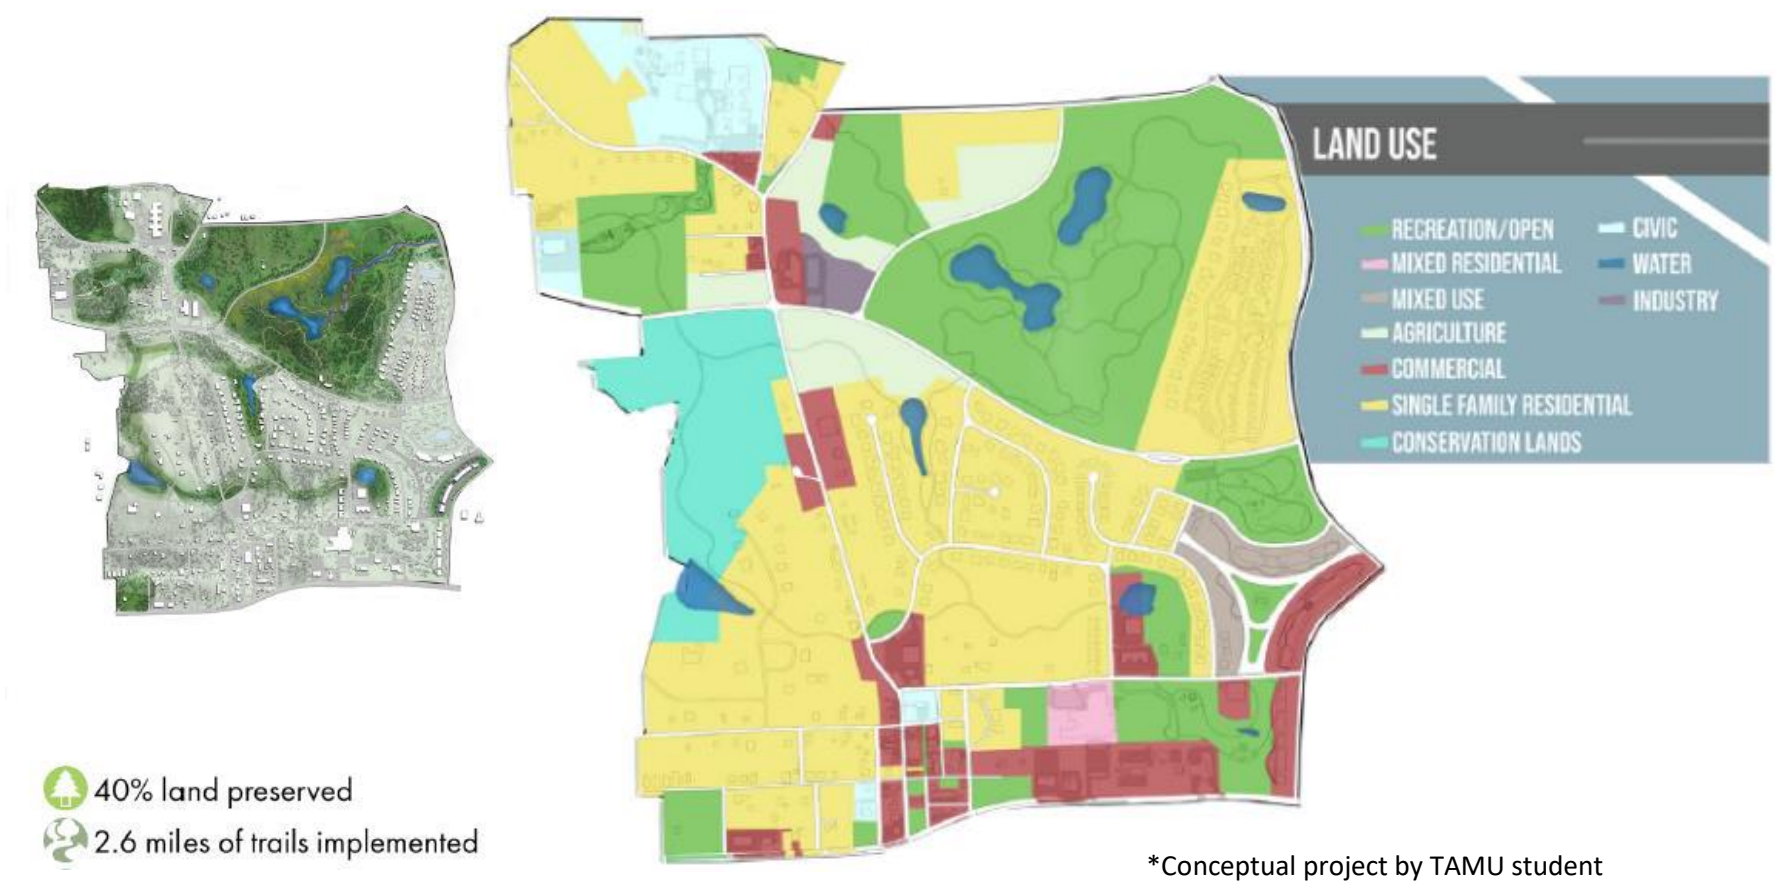 LAND USE
RECREATION/OPEN
MIXED RESIDENTIAL
MIXED USE
AGRICULTURE
COMMERCIAL
SINGLE FAMILY RESIDENTIAL
CONSERVATION LANDS
CIVIC
WATER
INDUSTRY
40% land preserved
2.6 miles of trails implemented
*Conceptual project by TAMU student